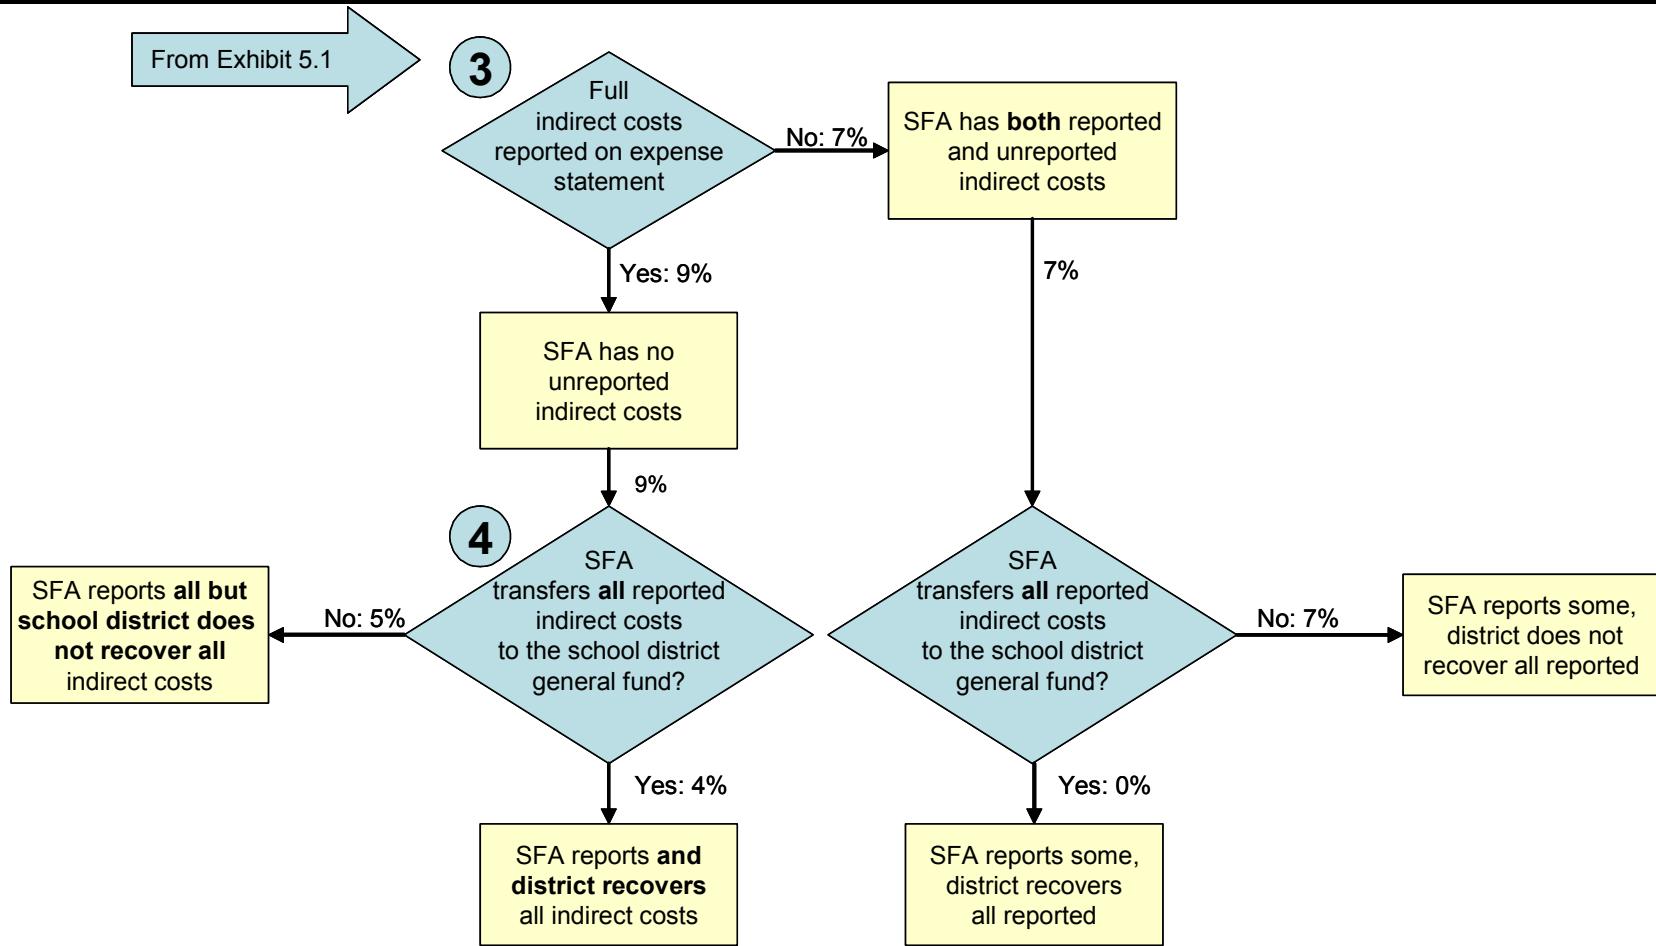 From Exhibit 5.1
3
Full
indirect costs
reported on expense
statement
No: 7%
SFA has both reported
and unreported
indirect costs
Yes: 9%
7%
SFA has no
unreported
indirect costs
9%
4
SFA
transfers all reported
indirect costs
to the school district
general fund?
No: 5%
SFA reports all but
school district does
not recover all
indirect costs
Yes: 4%
SFA reports and
district recovers
all indirect costs
SFA
transfers all reported
indirect costs
to the school district
general fund?
No: 7%
SFA reports some,
district does not
recover all reported
Yes: 0%
SFA reports some,
district recovers
all reported